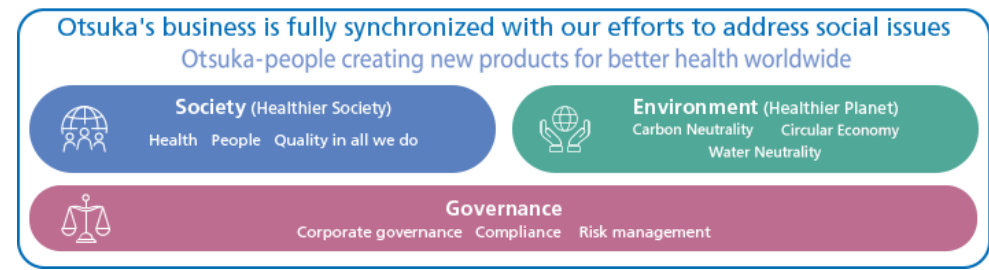 Otsuka's business is fully synchronized with our efforts to address social issues
Otsuka-people creating new products for better health worldwide
Society (Healthier Society)
Health People Quality in all we do
Environment (Healthier Planet)
Carbon Neutrality Circular Economy
Water Neutrality
Governance
Corporate governance Compliance Risk management